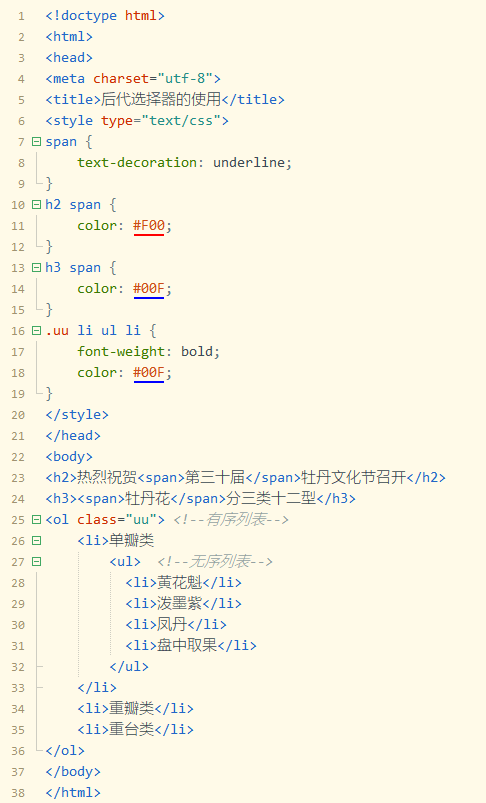 1 <!doctype html>
2 <html>
3 <head>
4 <meta charset="utf-8">
5 <title>后代选择器的使用</title>
6 <style type="text/css">
7 span {
8 text-decoration: underline;
9 }
10 h2 span {
11 color: #F00;
12 }
13 h3 span {
14 color: #00F;
15 }
16 .uu li ul li {
17 font-weight: bold;
18 color: #00F;
19 }
20 </style>
21 </head>
22 <body>
23 <h2>热烈祝贺<span>第三十届</span>牡丹文化节召开</h2>
24 <h3><span>牡丹花</span>分三类十二型</h3>
25 <ol class="uu"> <!--有序列表-->
26 <li>单瓣类
27 <ul> <!--无序列表-->
28 <li>黄花魁</li>
29 <li>泼墨紫</li>
30 <li>凤丹</li>
31 <li>盘中取果</li>
32 </ul>
33 </li>
34 <li>重瓣类</li>
35 <li>重台类</li>
36 </ol>
37 </body>
38 </html>